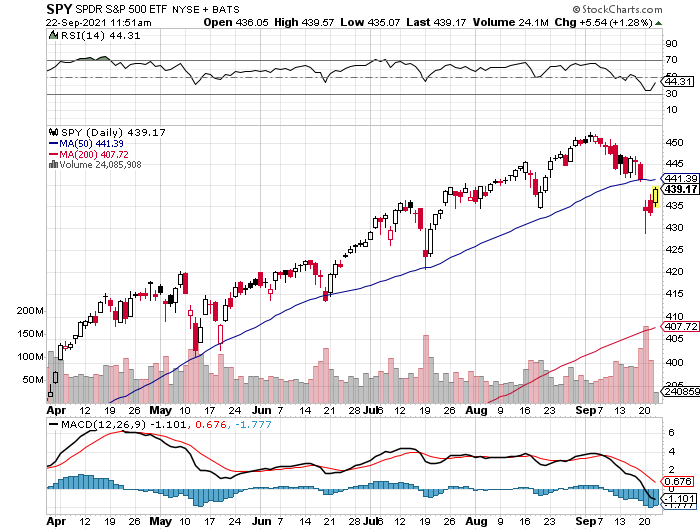 SPY SPDR S&P 500 ETF NYSE + BATS © StockCharts.com
22-Sep-2021 11:51am Open 436.05 High 439.57 Low 435.07 Last 439.17 Volume 24.1M Chg +5.54 (+1.28%)
RSI(14) 44.31
90
70
50
44.31
30
10
SPY (Daily) 439.17
MA(50) 441.39
MA(200) 407.72
Volume 24,085,908
450
445
441.39
439.17
435
430
425
420
415
200M 410
407.72
150M 405
100M 400
50M 395
240859
Apr 12 19 26 May 10 17 24 Jun 7 14 21 28 Jul 6 12 19 26 Aug 9 16 23 Sep 7 13 20
MACD(12,26,9) -1.101, 0.676, -1.777
6
4
2
0.676
0
-1.101
-1.777
Apr 12 19 26 May 10 17 24 Jun 7 14 21 28 Jul 6 12 19 26 Aug 9 16 23 Sep 7 13 20